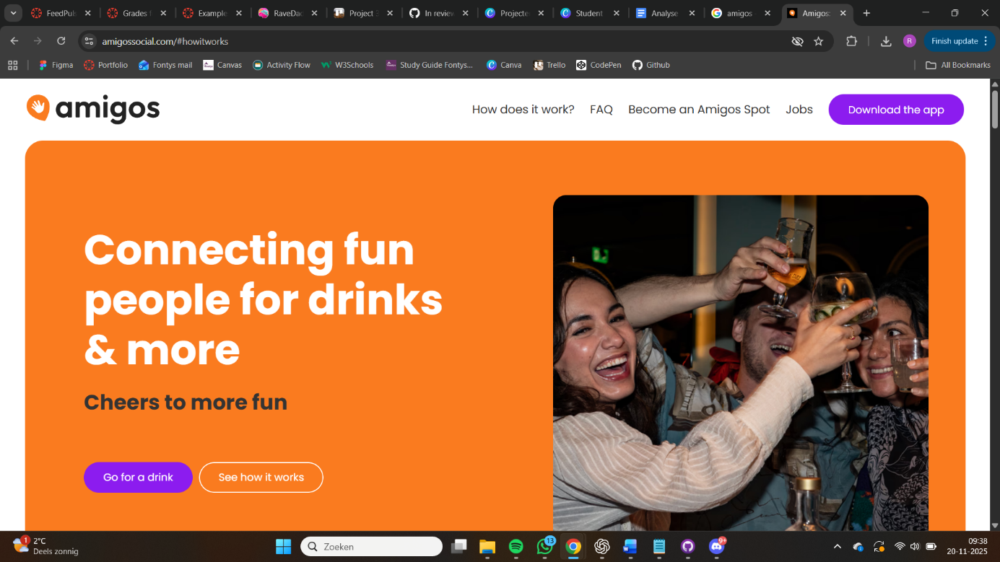 FeedPul
Grades f
Example
RaveDac
Project 3
In review
Projecte
Student
Analyse
amigos
Amigos:
amigossocial.com/#howitworks
R
Finish update
Figma
Portfolio
Fontys mail
Canvas
Activity Flow
W3Schools
Study Guide Fontys...
Canva
Trello
CodePen
Github
All Bookmarks
amigos
How does it work?
FAQ
Become an Amigos Spot
Jobs
Download the app
Connecting fun
people for drinks
& more
Cheers to more fun
Go for a drink
See how it works
1
2°C
Deels zonnig
Zoeken
13
9+
09:38
20-11-2025